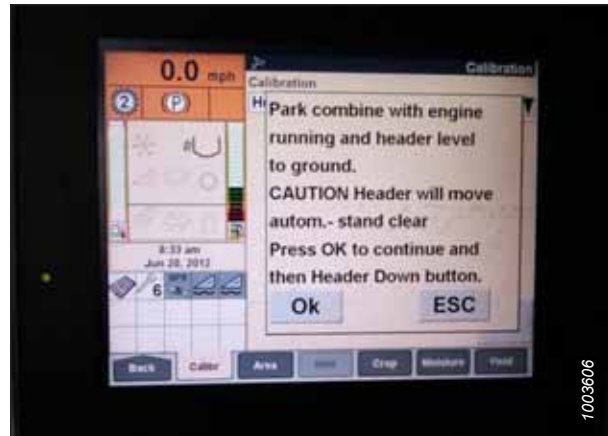 0.0 mph
Calibration
Calibration
2
(P)
Park combine with engine
running and header level
to ground.
CAUTION Header will move
autom.- stand clear
Press OK to continue and
then Header Down button.
Ok
ESC
8:33 am
Jun 20, 2012
6
Back
Calibr
Area
Crop
Moisture
Yield
1003606